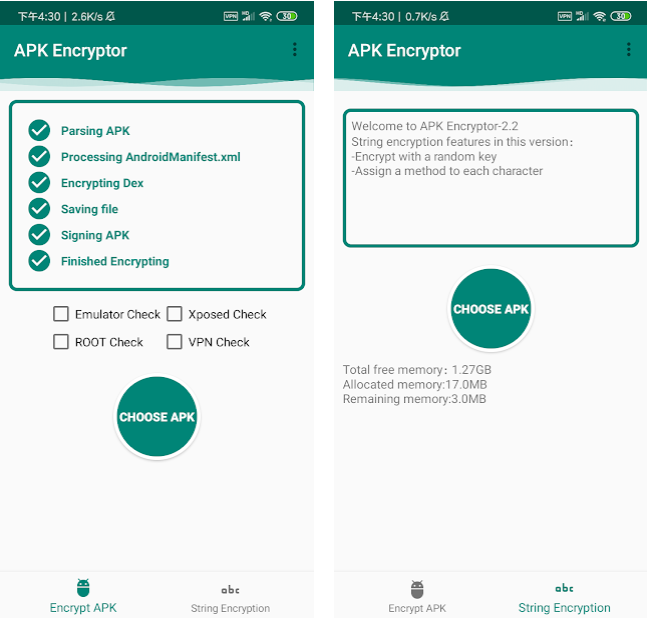 下午4:30 | 2.6K/s
VPN HD 30
APK Encryptor
Parsing APK
Processing AndroidManifest.xml
Encrypting Dex
Saving file
Signing APK
Finished Encrypting
Emulator Check Xposed Check
ROOT Check VPN Check
CHOOSE APK
abc
Encrypt APK String Encryption
下午4:30 | 0.7K/s
VPN HD 30
APK Encryptor
Welcome to APK Encryptor-2.2
String encryption features in this version：
-Encrypt with a random key
-Assign a method to each character
CHOOSE APK
Total free memory：1.27GB
Allocated memory:17.0MB
Remaining memory:3.0MB
abc
Encrypt APK String Encryption